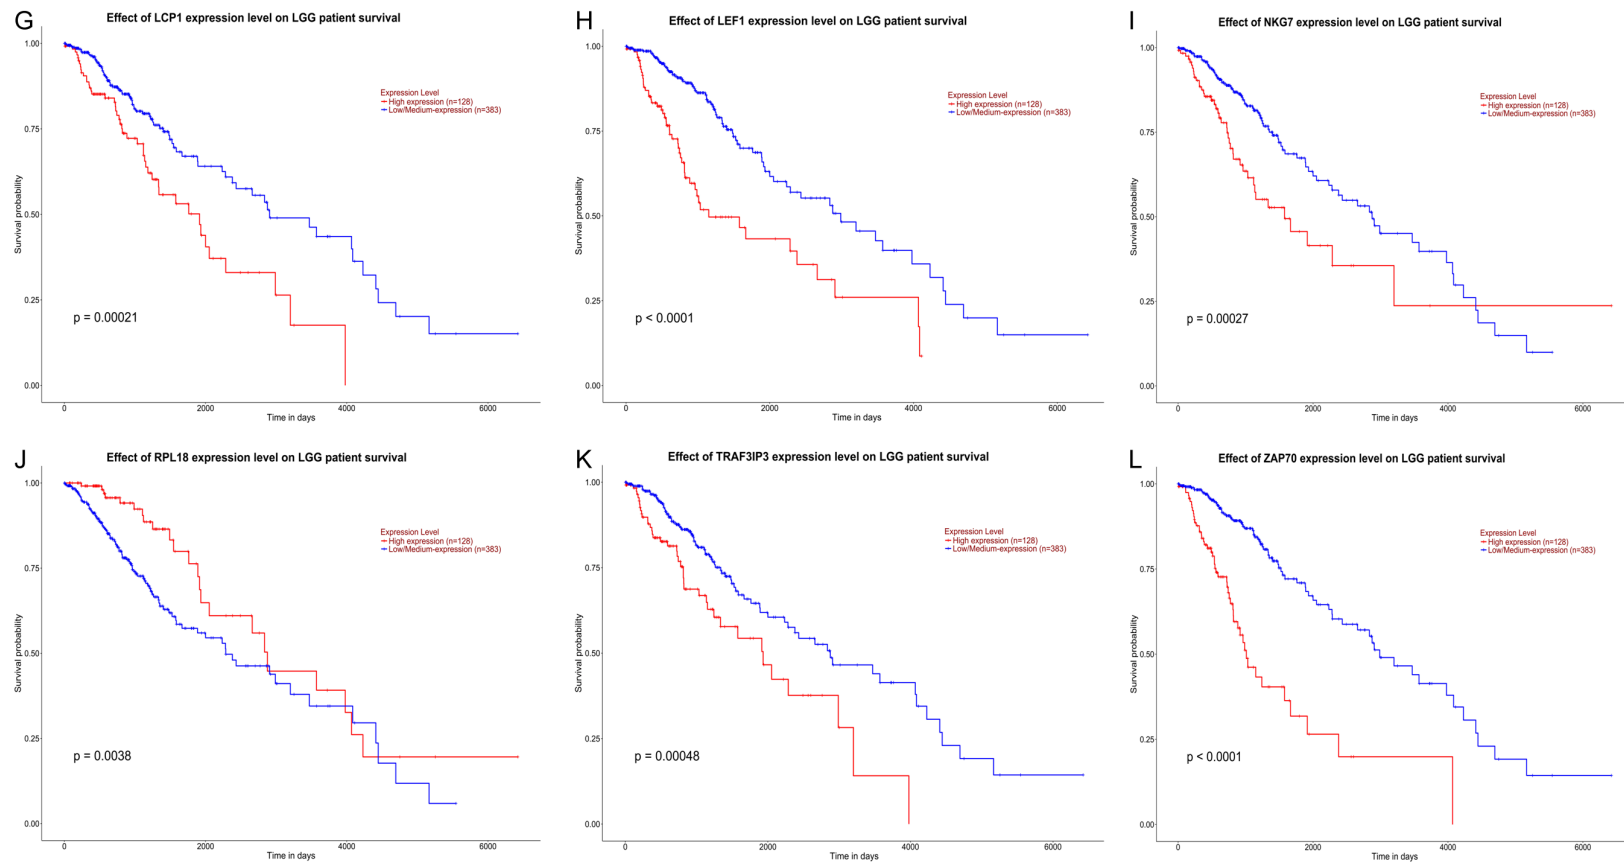 G
Effect of LCP1 expression level on LGG patient survival
1.00
0.75
0.50
0.25
0.00
Survival probability
Expression Level
High expression (n=128)
Low/Medium-expression (n=383)
p = 0.00021
0 2000 4000 6000
Time in days
H
Effect of LEF1 expression level on LGG patient survival
1.00
0.75
0.50
0.25
0.00
Survival probability
Expression Level
High expression (n=128)
Low/Medium-expression (n=383)
p < 0.0001
0 2000 4000 6000
Time in days
I
Effect of NKG7 expression level on LGG patient survival
1.00
0.75
0.50
0.25
0.00
Survival probability
Expression Level
High expression (n=128)
Low/Medium-expression (n=383)
p = 0.00027
0 2000 4000 6000
Time in days
J
Effect of RPL18 expression level on LGG patient survival
1.00
0.75
0.50
0.25
0.00
Survival probability
Expression Level
High expression (n=128)
Low/Medium-expression (n=383)
p = 0.0038
0 2000 4000 6000
Time in days
K
Effect of TRAF3IP3 expression level on LGG patient survival
1.00
0.75
0.50
0.25
0.00
Survival probability
Expression Level
High expression (n=128)
Low/Medium-expression (n=383)
p = 0.00048
0 2000 4000 6000
Time in days
L
Effect of ZAP70 expression level on LGG patient survival
1.00
0.75
0.50
0.25
0.00
Survival probability
Expression Level
High expression (n=128)
Low/Medium-expression (n=383)
p < 0.0001
0 2000 4000 6000
Time in days